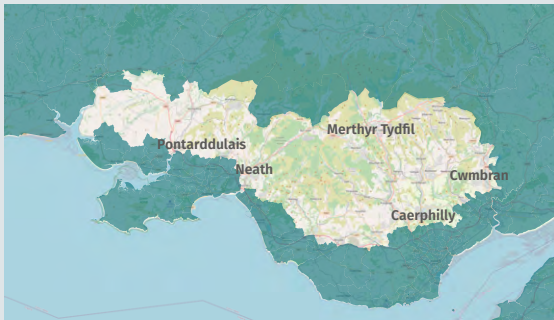 Merthyr Tydfil
Pontarddulais
Neath
Cwmbran
Caerphilly